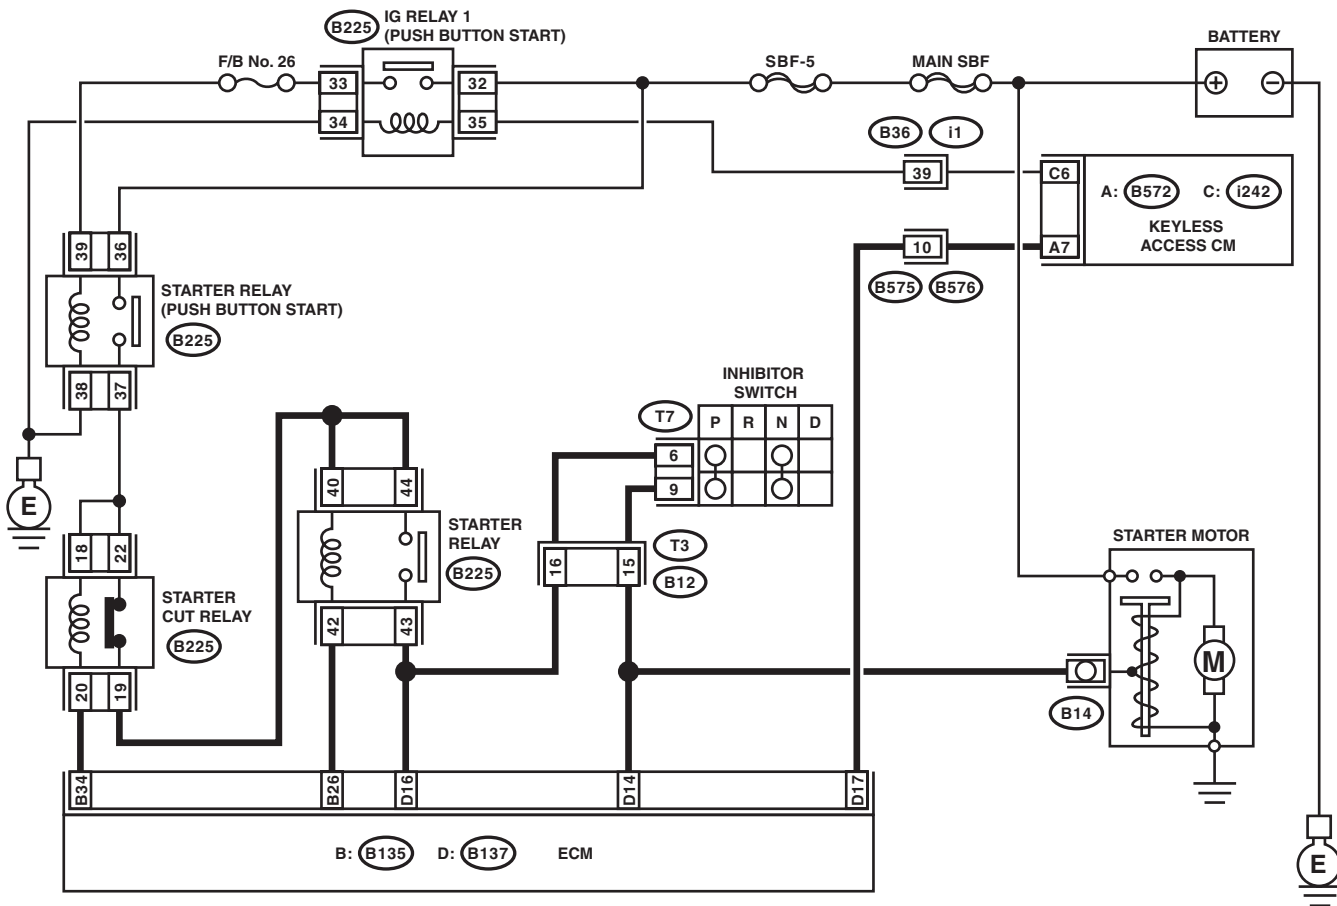 B225
IG RELAY 1
(PUSH BUTTON START)
F/B No. 26
SBF-5
MAIN SBF
BATTERY
33
32
34
35
+
−
B36
i1
39
C6
A: B572 C: i242
KEYLESS
ACCESS CM
10
A7
B575
B576
39
36
STARTER RELAY
(PUSH BUTTON START)
B225
38
37
INHIBITOR
SWITCH
T7
P R N D
6
9
E
40
44
STARTER
RELAY
B225
42
43
18
22
STARTER
CUT RELAY
B225
20
19
T3
B12
16
15
STARTER MOTOR
M
B14
B34
B26
D16
D14
D17
B: B135 D: B137 ECM
E